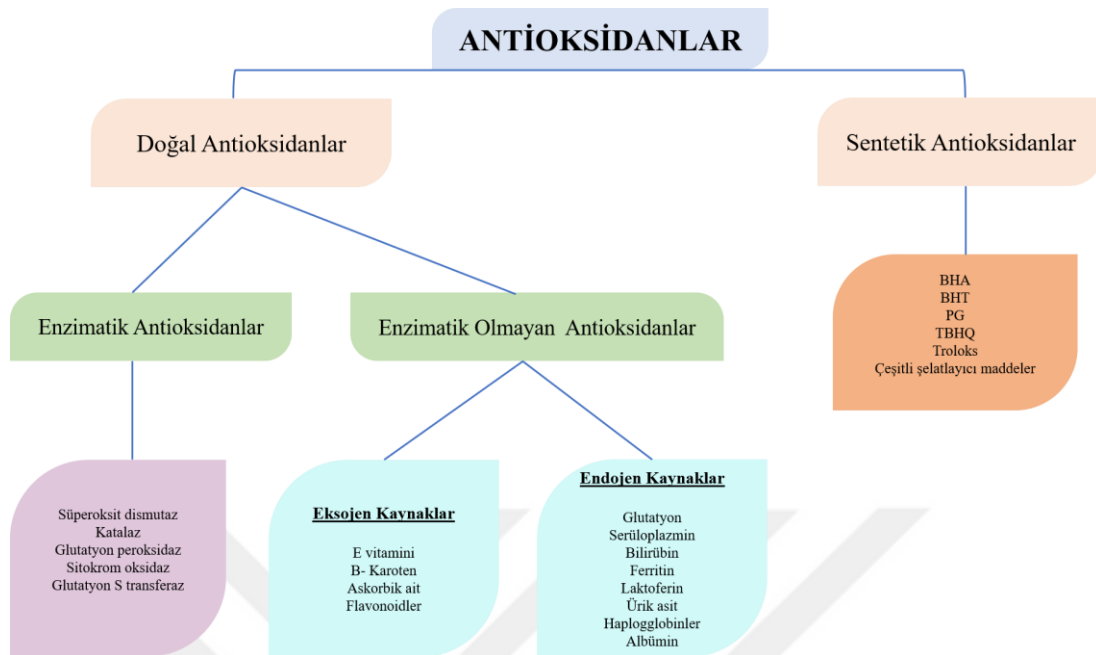 ANTİOKSİDANLAR
Doğal Antioksidanlar
Sentetik Antioksidanlar
BHA
BHT
PG
TBHQ
Troloks
Çeşitli şelatlayıcı maddeler
Enzimatik Antioksidanlar
Enzimatik Olmayan Antioksidanlar
Süperoksit dismutaz
Katalaz
Glutatyon peroksidaz
Sitokrom oksidaz
Glutatyon S transferaz
Eksojen Kaynaklar
E vitamini
B- Karoten
Askorbik ait
Flavonoidler
Endojen Kaynaklar
Glutatyon
Serüloplazmin
Bilirübin
Ferritin
Laktoferin
Ürik asit
Haplogglobinler
Albümin